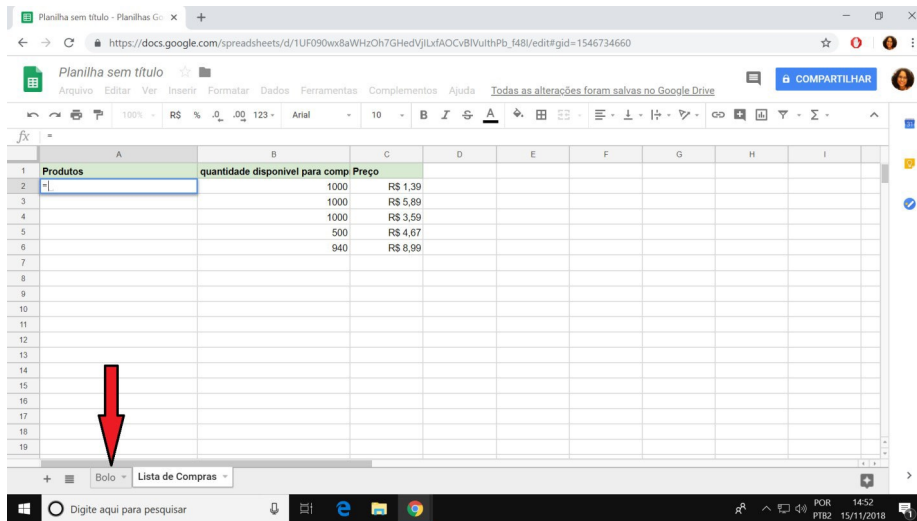 Planilha sem título - Planilhas Go
https://docs.google.com/spreadsheets/d/1UF090wx8aWHzOh7GHedVjILxfAOCvBlVuIthPb_f48I/edit#gid=1546734660
Planilha sem título
Arquivo Editar Ver Inserir Formatar Dados Ferramentas Complementos Ajuda Todas as alterações foram salvas no Google Drive
COMPARTILHAR
100% R$ % .0 .00 123 Arial 10 B I S A
fx =
A B C D E F G H I
1 Produtos quantidade disponivel para comp Preço
2 = 1000 R$ 1,39
3 1000 R$ 5,89
4 1000 R$ 3,59
5 500 R$ 4,67
6 940 R$ 8,99
7
8
9
10
11
12
13
14
15
16
17
18
19
Bolo Lista de Compras
Digite aqui para pesquisar
POR 14:52
PTB2 15/11/2018